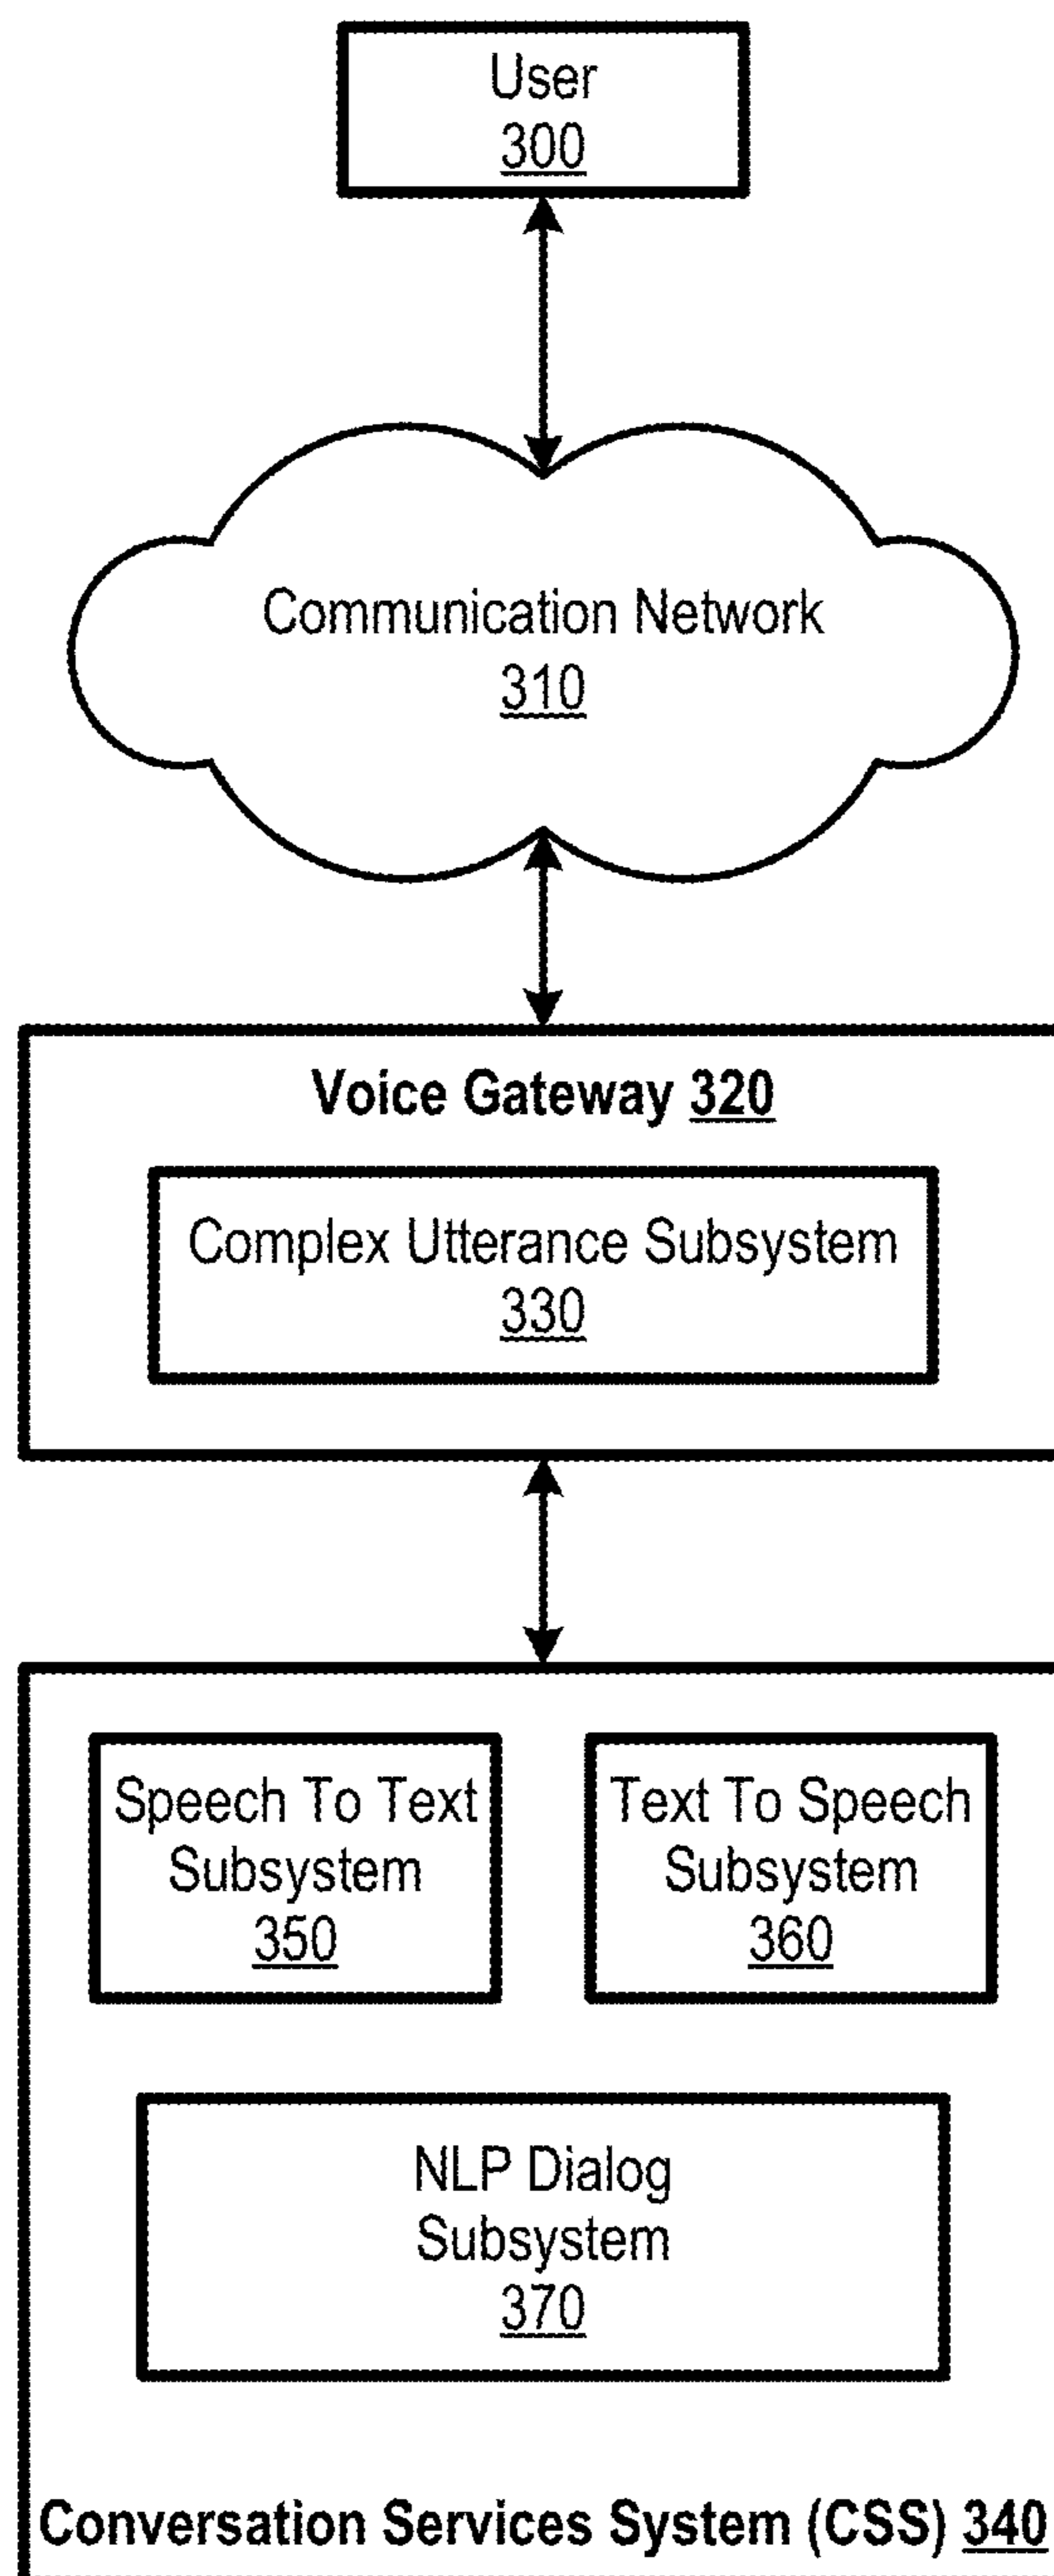 User
300
Communication Network
310
Voice Gateway 320
Complex Utterance Subsystem
330
Speech To Text
Subsystem
350
Text To Speech
Subsystem
360
NLP Dialog
Subsystem
370
Conversation Services System (CSS) 340